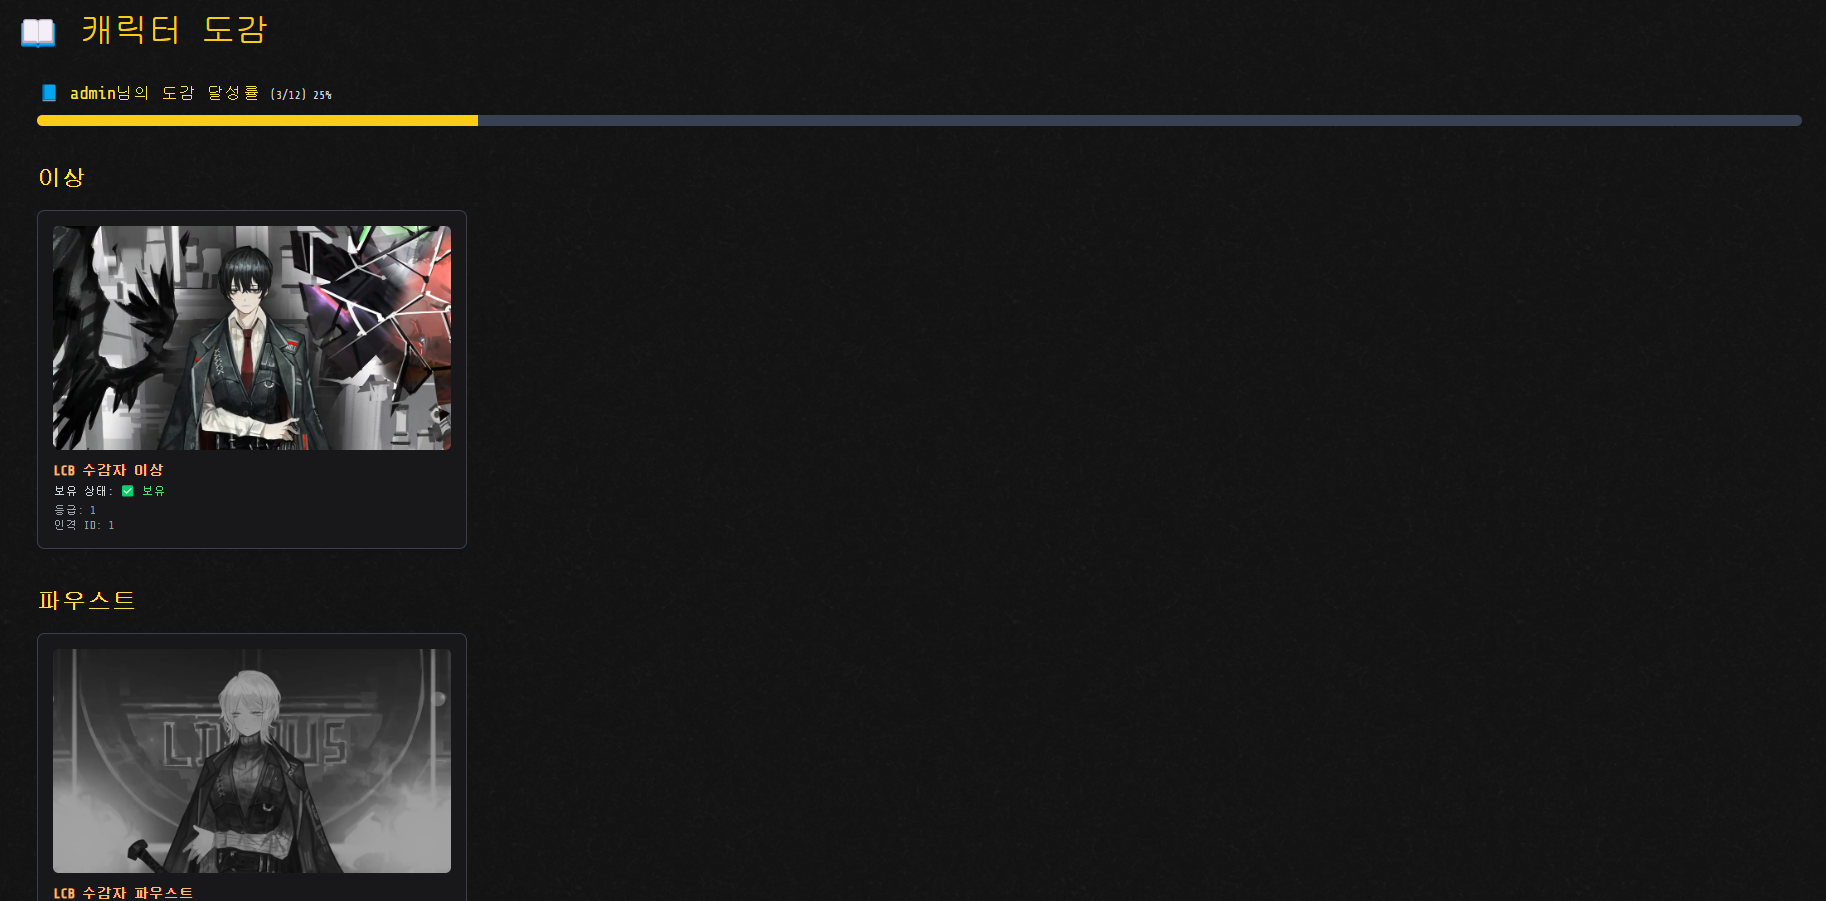 📖 캐릭터 도감
📘 admin님의 도감 달성률 (3/12) 25%
이상
LCB 수감자 이상
보유 상태: ✅ 보유
등급: 1
인격 ID: 1
파우스트
LCB 수감자 파우스트